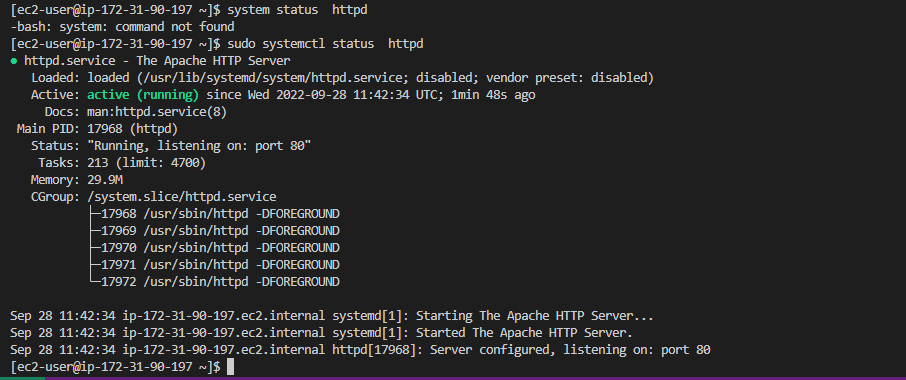 [ec2-user@ip-172-31-90-197 ~]$ system status  httpd
-bash: system: command not found
[ec2-user@ip-172-31-90-197 ~]$ sudo systemctl status  httpd
● httpd.service - The Apache HTTP Server
   Loaded: loaded (/usr/lib/systemd/system/httpd.service; disabled; vendor preset: disabled)
   Active: active (running) since Wed 2022-09-28 11:42:34 UTC; 1min 48s ago
     Docs: man:httpd.service(8)
 Main PID: 17968 (httpd)
   Status: "Running, listening on: port 80"
    Tasks: 213 (limit: 4700)
   Memory: 29.9M
   CGroup: /system.slice/httpd.service
           ├─17968 /usr/sbin/httpd -DFOREGROUND
           ├─17969 /usr/sbin/httpd -DFOREGROUND
           ├─17970 /usr/sbin/httpd -DFOREGROUND
           ├─17971 /usr/sbin/httpd -DFOREGROUND
           └─17972 /usr/sbin/httpd -DFOREGROUND

Sep 28 11:42:34 ip-172-31-90-197.ec2.internal systemd[1]: Starting The Apache HTTP Server...
Sep 28 11:42:34 ip-172-31-90-197.ec2.internal systemd[1]: Started The Apache HTTP Server.
Sep 28 11:42:34 ip-172-31-90-197.ec2.internal httpd[17968]: Server configured, listening on: port 80
[ec2-user@ip-172-31-90-197 ~]$